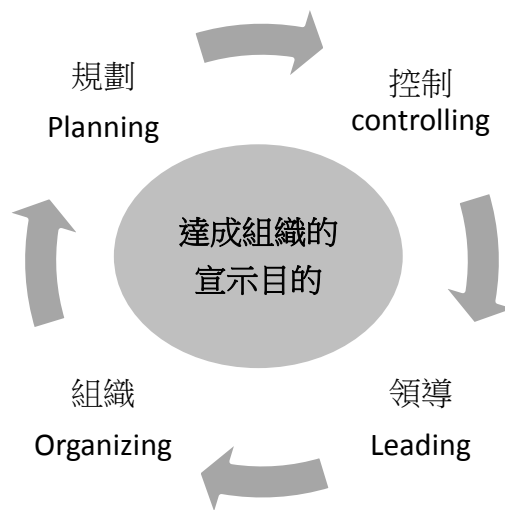 規劃
Planning
控制
controlling
達成組織的
宣示目的
組織
Organizing
領導
Leading